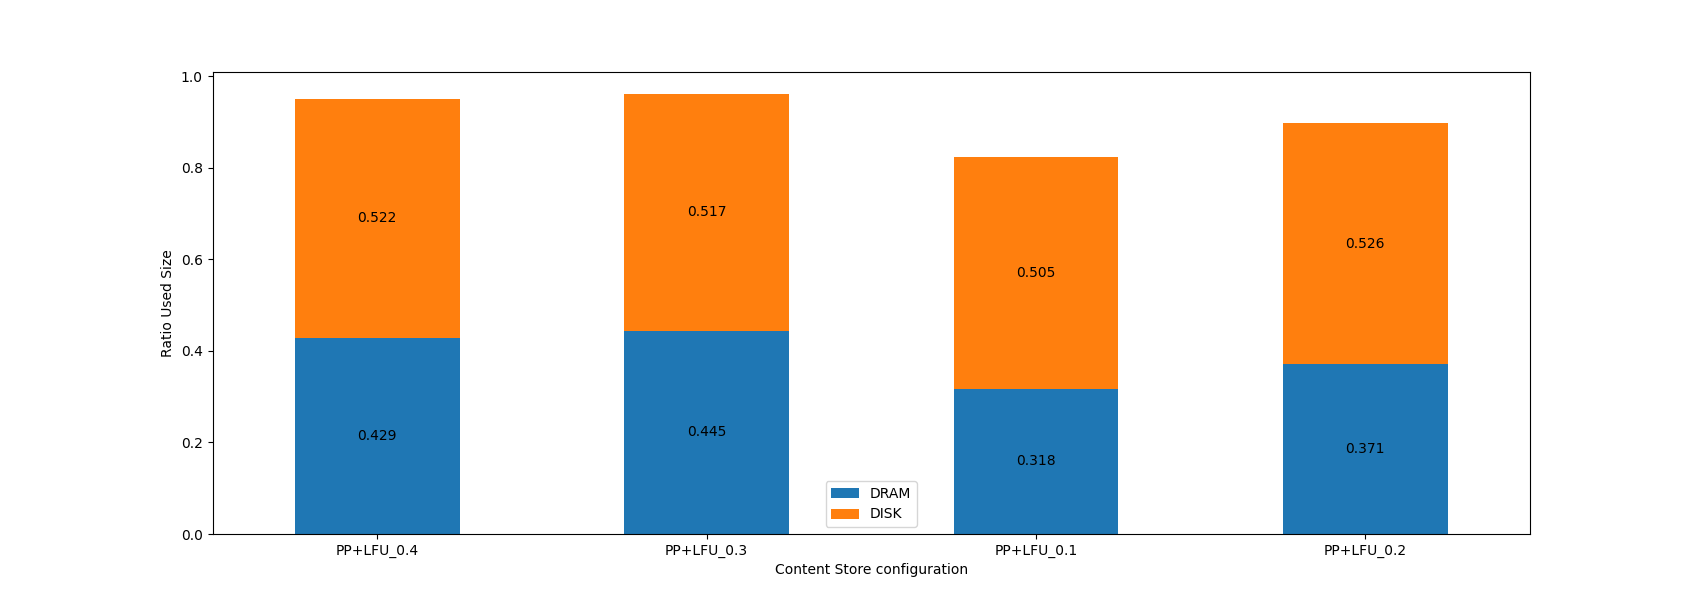 1.0
0.8
0.6
0.4
0.2
0.0
Ratio Used Size
0.522
0.517
0.505
0.526
0.429
0.445
0.318
0.371
DRAM
DISK
PP+LFU_0.4
PP+LFU_0.3
PP+LFU_0.1
PP+LFU_0.2
Content Store configuration